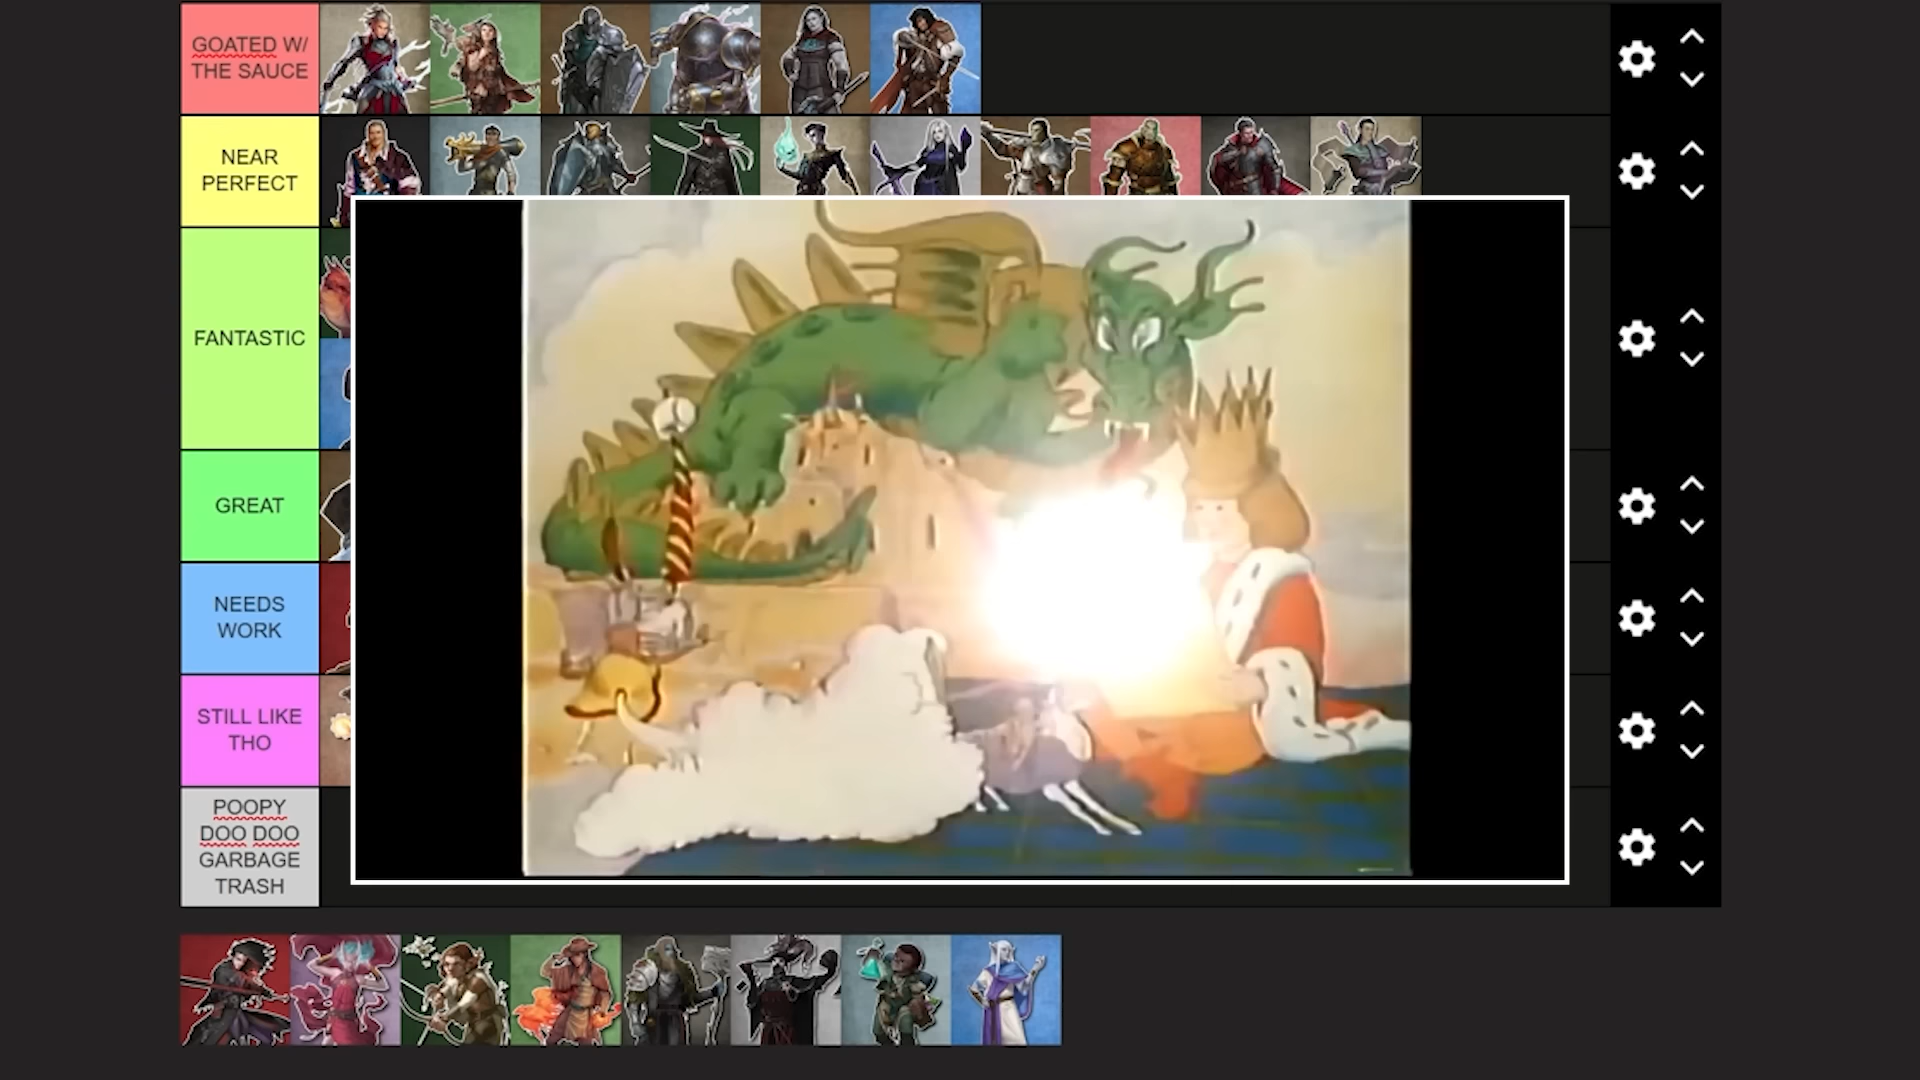 GOATED W/
THE SAUCE
NEAR
PERFECT
FANTASTIC
GREAT
NEEDS
WORK
STILL LIKE
THO
POOPY
DOO DOO
GARBAGE
TRASH